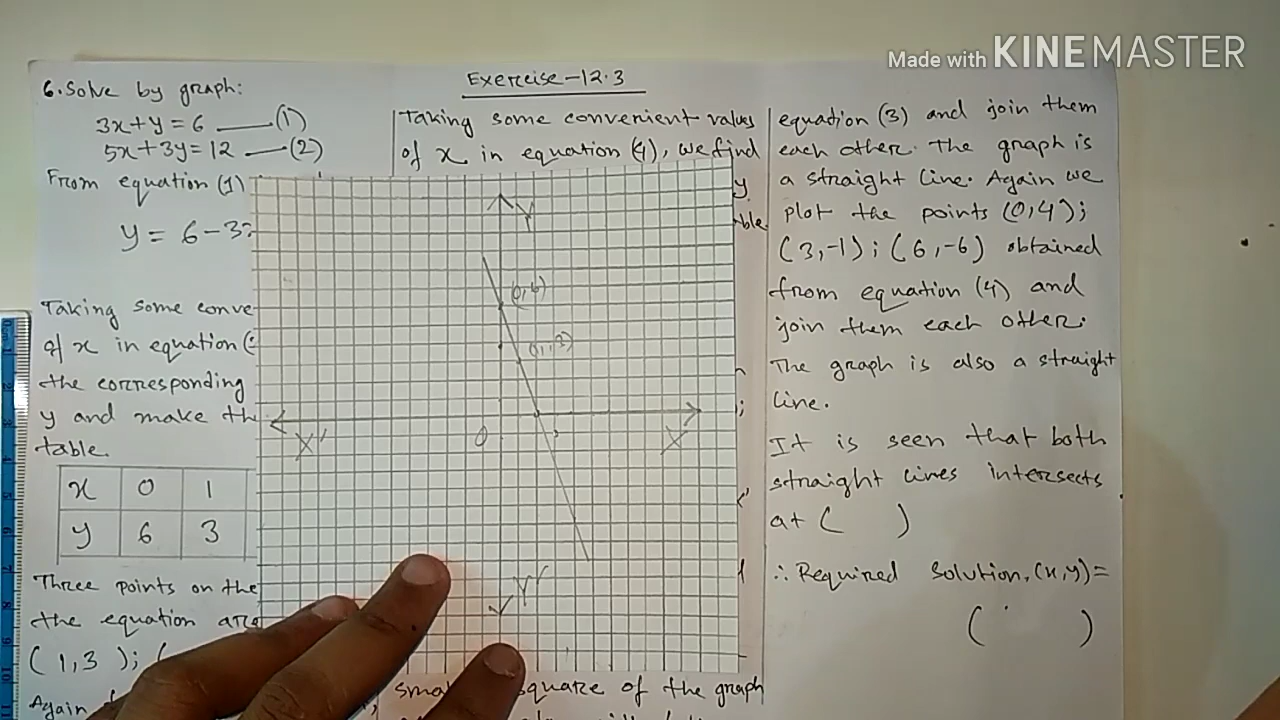 Made with KINEMASTER
Exercise-12.3
6. Solve by graph:
3x+y=6 ——(1)
5x+3y=12 —(2)
From equation (1)
y = 6-3
Taking some conve-
of x in equation (
the corresponding
y and make th
table.
x 0 1
y 6 3
Three points on the
the equation are
(1,3); (
Again
Taking some convenient values
of x in equation (4), we find
y
ble
small square of the graph
equation (3) and join them
each other. The graph is
a straight line. Again we
plot the points (0,4);
(3,-1); (6,-6) obtained
from equation (4) and
join them each other.
The graph is also a straight
line.
It is seen that both
straight lines intersects
at ( )
∴ Required Solution, (x,y)=
( )
Y
(0,6)
(1,3)
X'
O
X
Y'